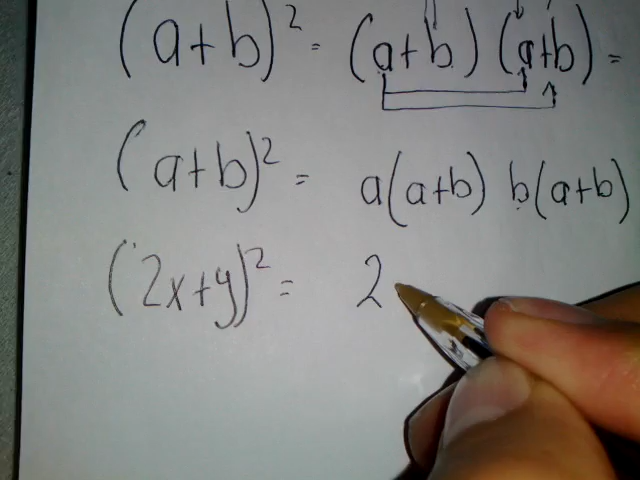 (a+b)² = (a+b)(a+b) =
(a+b)² = a(a+b) b(a+b)
(2x+y)² = 2